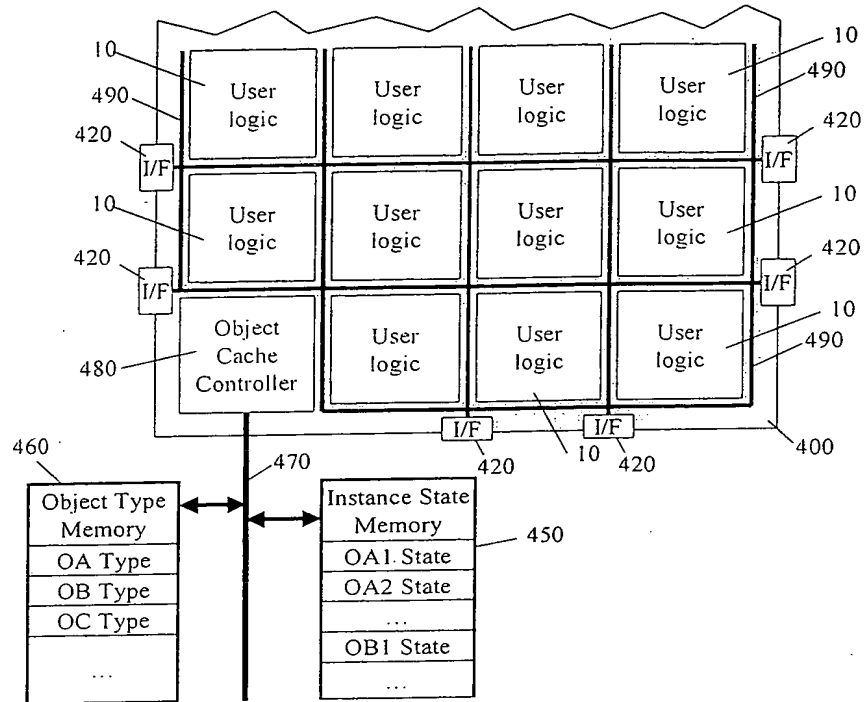 10
10
490
User
logic
User
logic
User
logic
User
logic
490
420
I/F
420
I/F
10
User
logic
User
logic
User
logic
User
logic
10
420
I/F
420
I/F
480
Object
Cache
Controller
User
logic
User
logic
User
logic
10
490
I/F
420
10
I/F
420
400
460
470
Object Type
Memory
OA Type
OB Type
OC Type
...
Instance State
Memory
OA1 State
OA2 State
...
OB1 State
...
450